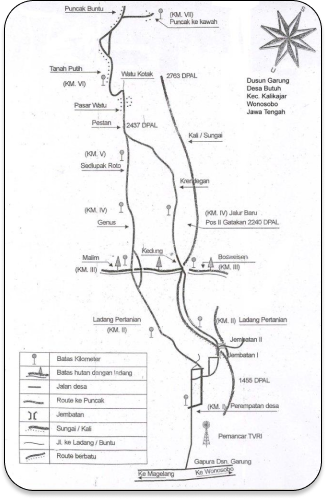 Puncak Buntu
(KM. VII)
Puncak ke kawah
U
Tanah Putih
(KM. VI)
Watu Kotak
2763 DPAL
Dusun Garung
Desa Butuh
Kec. Kalikajar
Wonosobo
Jawa Tengah
Pasar Watu
Pestan
2437 DPAL
Kali / Sungai
(KM. V)
Sadlupak Roto
Krendegan
(KM. IV)
Genus
(KM. IV) Jalur Baru
Pos II Gatakan 2240 DPAL
Malim
(KM. III)
Kedung
(KM. III)
Ladang Pertanian
(KM. II)
(KM. II) Ladang Pertanian
Jembatan II
Jembatan I
1455 DPAL
(KM. I) Perempatan desa
Pemancar TVRI
Gapura Dsn. Garung
Ke Magelang
Ke Wonosobo
Batas Kilometer
Batas hutan dengan ladang
Jalan desa
Route ke Puncak
Jembatan
Sungai / Kali
Jl. ke Ladang / Buntu
Route berbatu